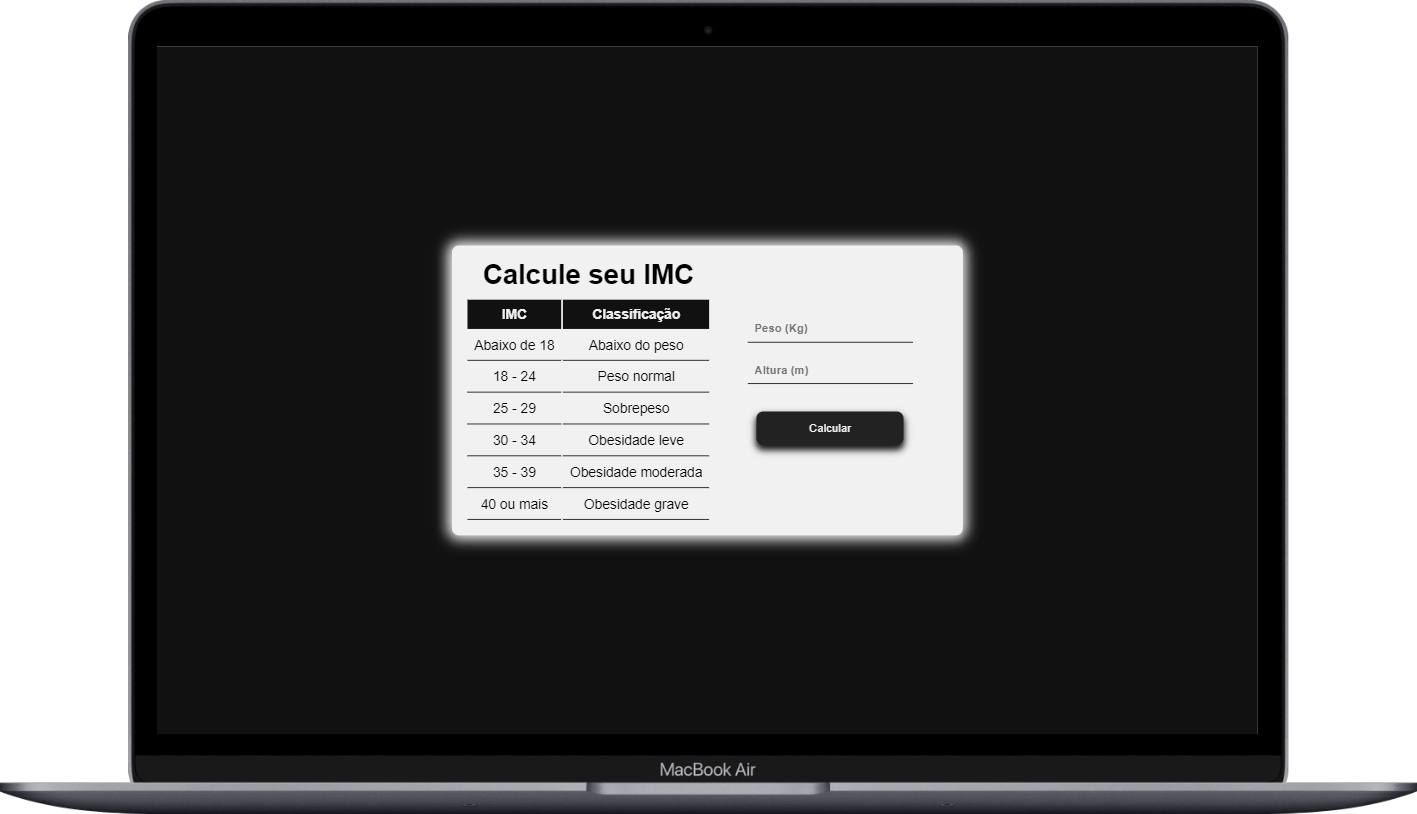 Calcule seu IMC
IMC Classificação
Abaixo de 18 Abaixo do peso
18 - 24 Peso normal
25 - 29 Sobrepeso
30 - 34 Obesidade leve
35 - 39 Obesidade moderada
40 ou mais Obesidade grave
Peso (Kg)
Altura (m)
Calcular
MacBook Air